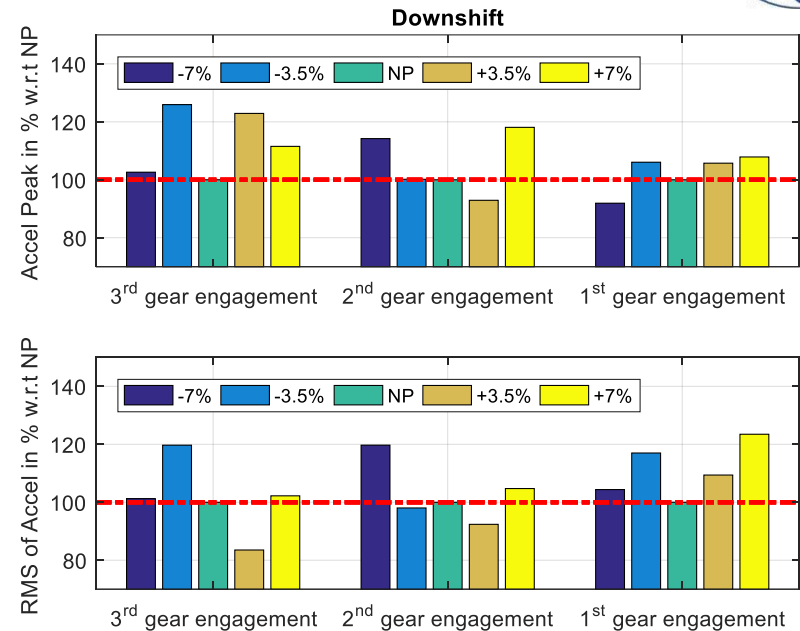 Downshift
Accel Peak in % w.r.t NP
140
120
100
80
-7% -3.5% NP +3.5% +7%
3rd gear engagement 2nd gear engagement 1st gear engagement
RMS of Accel in % w.r.t NP
140
120
100
80
-7% -3.5% NP +3.5% +7%
3rd gear engagement 2nd gear engagement 1st gear engagement